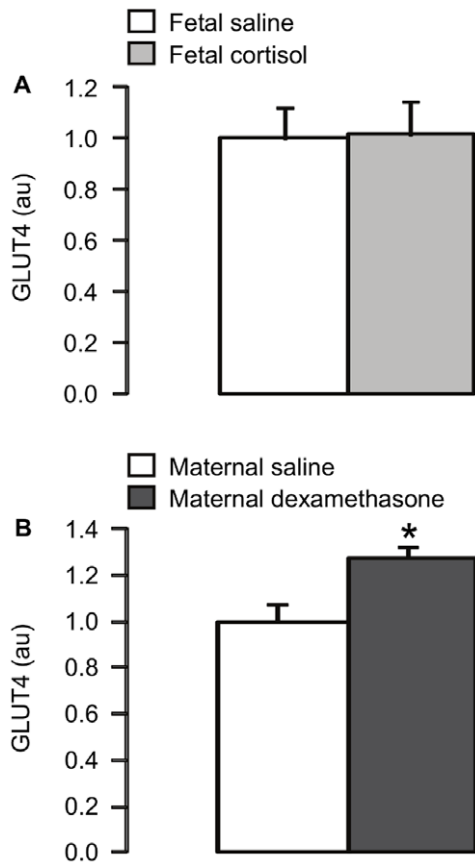 Fetal saline
Fetal cortisol
A
1.2
1.0
0.8
0.6
0.4
0.2
0.0
GLUT4 (au)
Maternal saline
Maternal dexamethasone
B
1.4
1.2
1.0
0.8
0.6
0.4
0.2
0.0
GLUT4 (au)
*